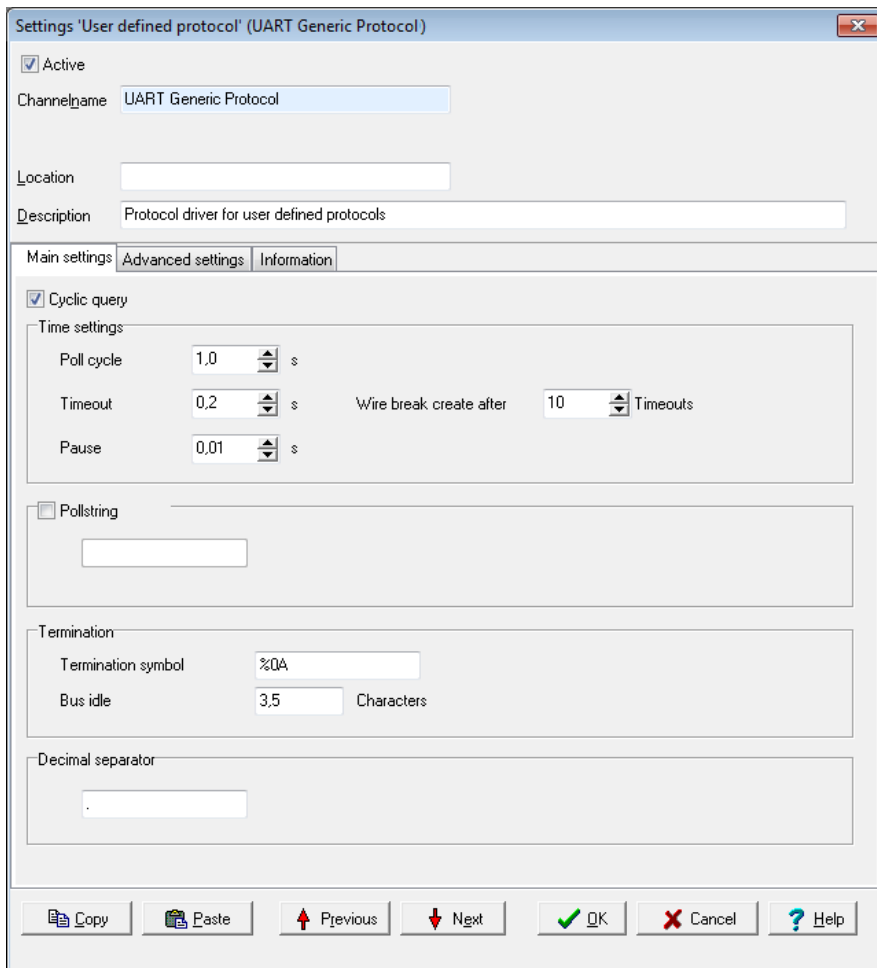 Settings 'User defined protocol' (UART Generic Protocol)
Active
Channelname UART Generic Protocol
Location
Description Protocol driver for user defined protocols
Main settings Advanced settings Information
Cyclic query
Time settings
Poll cycle 1,0 s
Timeout 0,2 s Wire break create after 10 Timeouts
Pause 0,01 s
Pollstring
Termination
Termination symbol %0A
Bus idle 3,5 Characters
Decimal separator
.
Copy Paste Previous Next OK Cancel Help